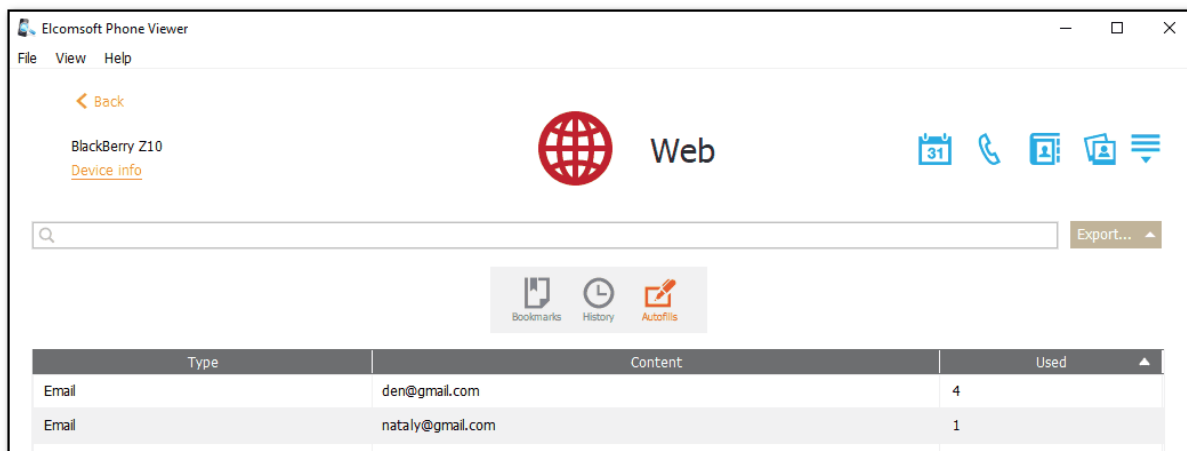 Elcomsoft Phone Viewer
File View Help
Back
BlackBerry Z10
Device info
Web
31
Export...
Bookmarks History Autofills
Type Content Used
Email den@gmail.com 4
Email nataly@gmail.com 1